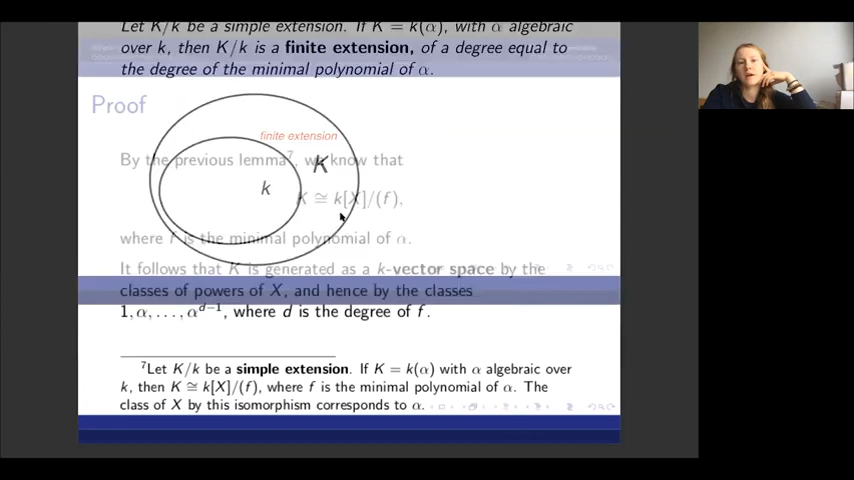 Let K/k be a simple extension. If K = k(α), with α algebraic
over k, then K/k is a finite extension, of a degree equal to
the degree of the minimal polynomial of α.
Proof
finite extension
By the previous lemma⁷, we know that
K
k
K ≅ k[X]/(f),
where f is the minimal polynomial of α.
It follows that K is generated as a k-vector space by the
classes of powers of X, and hence by the classes
1, α, . . . , α^{d−1}, where d is the degree of f.
⁷Let K/k be a simple extension. If K = k(α) with α algebraic over
k, then K ≅ k[X]/(f), where f is the minimal polynomial of α. The
class of X by this isomorphism corresponds to α.